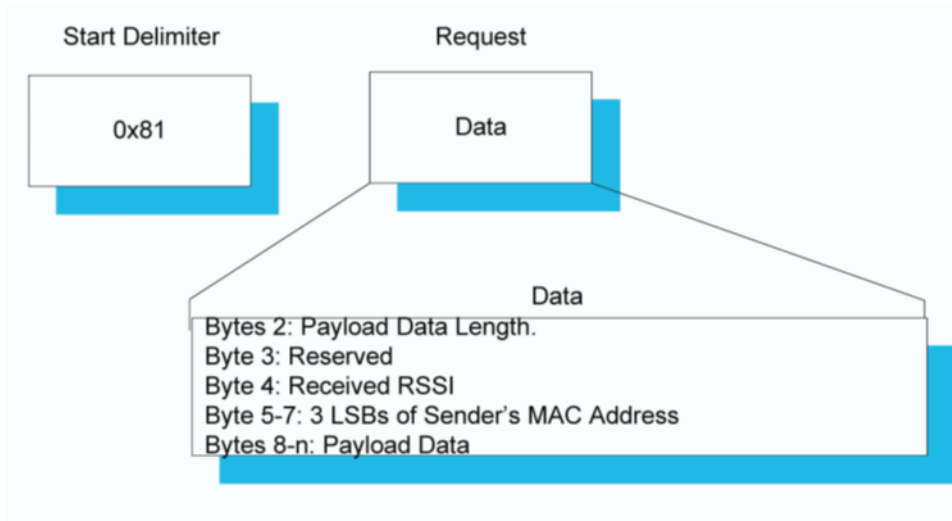 Start Delimiter
Request
0x81
Data
Data
Bytes 2: Payload Data Length.
Byte 3: Reserved
Byte 4: Received RSSI
Byte 5-7: 3 LSBs of Sender's MAC Address
Bytes 8-n: Payload Data